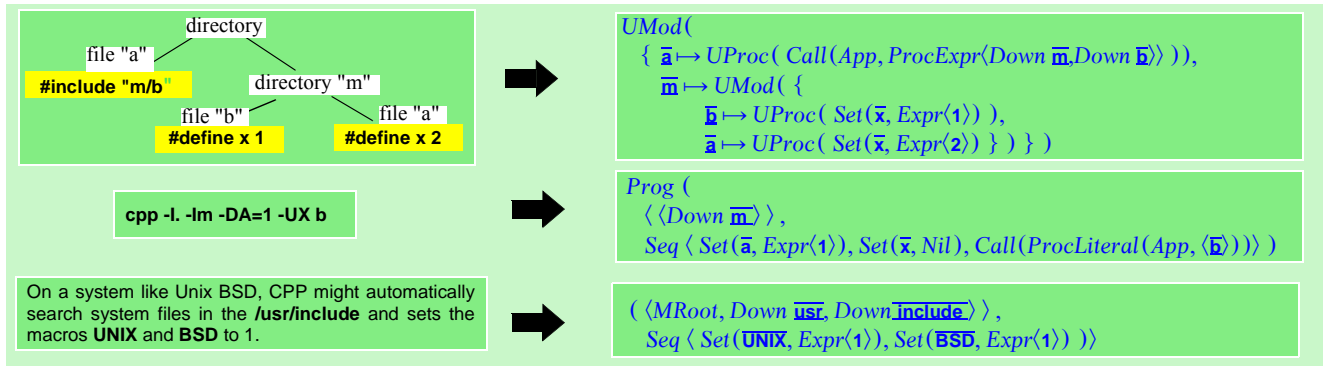 directory
file "a"
#include "m/b"
directory "m"
file "b"
file "a"
#define x 1
#define x 2
UMod(
{ a̅ ↦ UProc( Call(App, ProcExpr⟨Down m̅,Down b̅⟩ )),
m̅ ↦ UMod( {
b̅ ↦ UProc( Set(x̅, Expr⟨1⟩) ),
a̅ ↦ UProc( Set(x̅, Expr⟨2⟩) } ) } )
cpp -I. -Im -DA=1 -UX b
Prog (
⟨ ⟨Down m̅ ⟩ ⟩ ,
Seq ⟨ Set(a̅, Expr⟨1⟩), Set(x̅, Nil), Call(ProcLiteral(App, ⟨b̅⟩))⟩ )
On a system like Unix BSD, CPP might automatically
search system files in the /usr/include and sets the
macros UNIX and BSD to 1.
( ⟨MRoot, Down u̅s̅r̅, Down i̅n̅c̅l̅u̅d̅e̅ ⟩ ⟩ ,
Seq ⟨ Set(U̅N̅I̅X̅, Expr⟨1⟩), Set(B̅S̅D̅, Expr⟨1⟩) )⟩